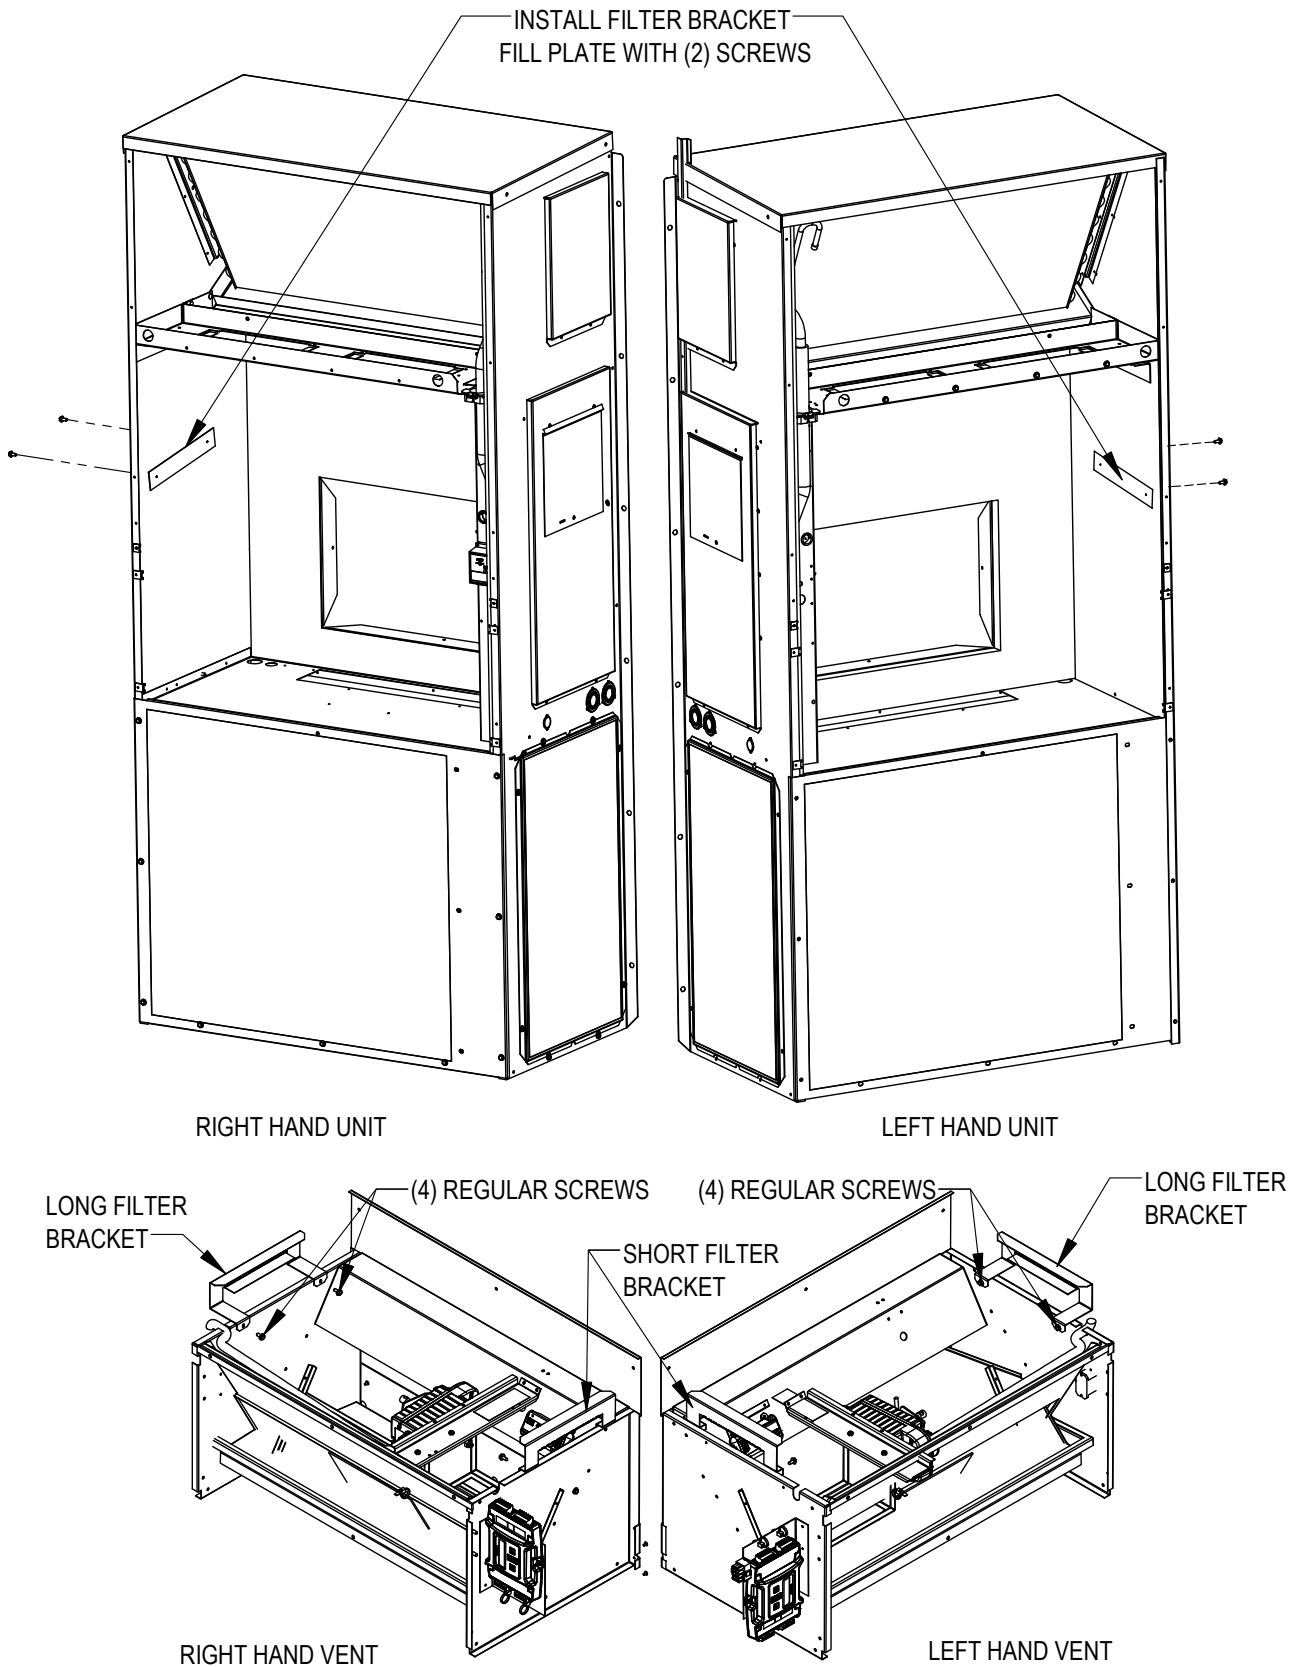 INSTALL FILTER BRACKET
FILL PLATE WITH (2) SCREWS
RIGHT HAND UNIT
LEFT HAND UNIT
LONG FILTER
BRACKET
(4) REGULAR SCREWS
(4) REGULAR SCREWS
LONG FILTER
BRACKET
SHORT FILTER
BRACKET
RIGHT HAND VENT
LEFT HAND VENT